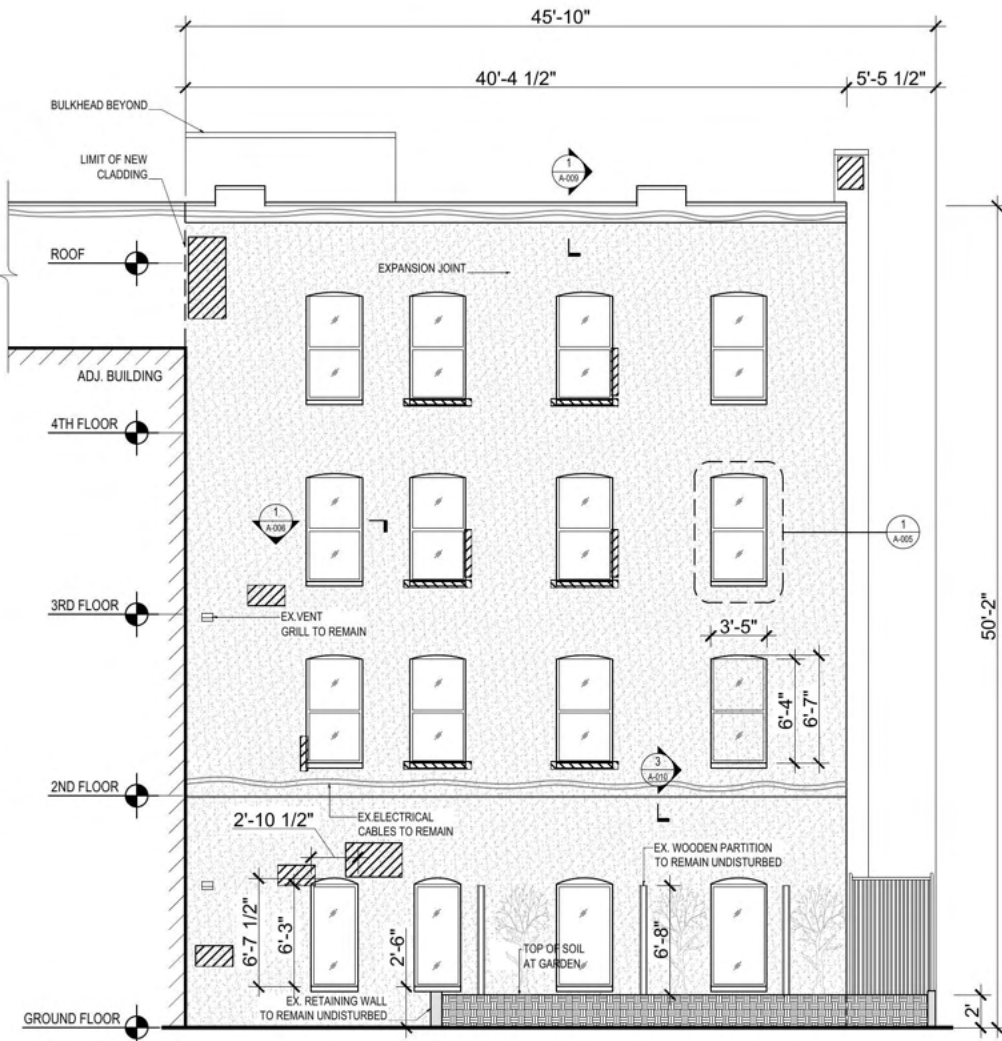 45'-10"
40'-4 1/2"
5'-5 1/2"
BULKHEAD BEYOND
LIMIT OF NEW
CLADDING
1
A-009
ROOF
EXPANSION JOINT
ADJ. BUILDING
4TH FLOOR
1
A-006
1
A-005
3RD FLOOR
EX.VENT
GRILL TO REMAIN
3'-5"
50'-2"
6'-4"
6'-7"
3
A-010
2ND FLOOR
2'-10 1/2"
EX.ELECTRICAL
CABLES TO REMAIN
EX. WOODEN PARTITION
TO REMAIN UNDISTURBED
6'-7 1/2"
6'-3"
2'-6"
6'-8"
TOP OF SOIL
AT GARDEN
EX. RETAINING WALL
TO REMAIN UNDISTURBED
2'
GROUND FLOOR